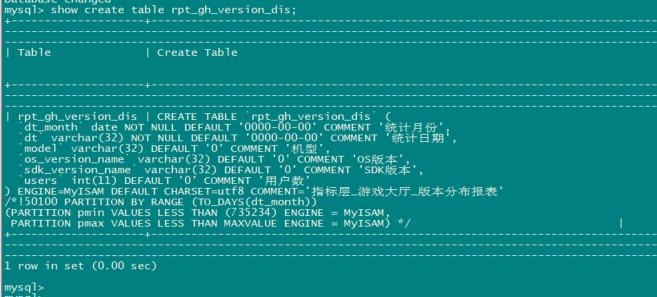 Database changed
mysql> show create table rpt_gh_version_dis;
| Table | Create Table
| rpt_gh_version_dis | CREATE TABLE `rpt_gh_version_dis` (
`dt_month` date NOT NULL DEFAULT '0000-00-00' COMMENT '统计月份',
`dt` varchar(32) NOT NULL DEFAULT '0000-00-00' COMMENT '统计日期',
`model` varchar(32) DEFAULT '0' COMMENT '机型',
`os_version_name` varchar(32) DEFAULT '0' COMMENT 'OS版本',
`sdk_version_name` varchar(32) DEFAULT '0' COMMENT 'SDK版本',
`users` int(11) DEFAULT '0' COMMENT '用户数'
) ENGINE=MyISAM DEFAULT CHARSET=utf8 COMMENT='指标层_游戏大厅_版本分布报表'
/*!50100 PARTITION BY RANGE (TO_DAYS(dt_month))
(PARTITION pmin VALUES LESS THAN (735234) ENGINE = MyISAM,
PARTITION pmax VALUES LESS THAN MAXVALUE ENGINE = MyISAM) */ |
1 row in set (0.00 sec)
mysql>
mysql>